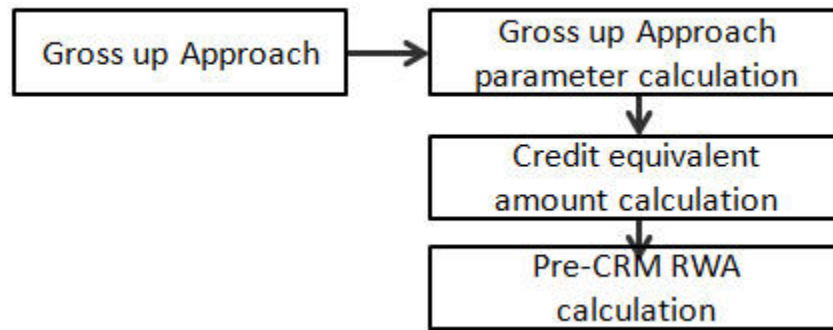 Gross up Approach
Gross up Approach
parameter calculation
Credit equivalent
amount calculation
Pre-CRM RWA
calculation